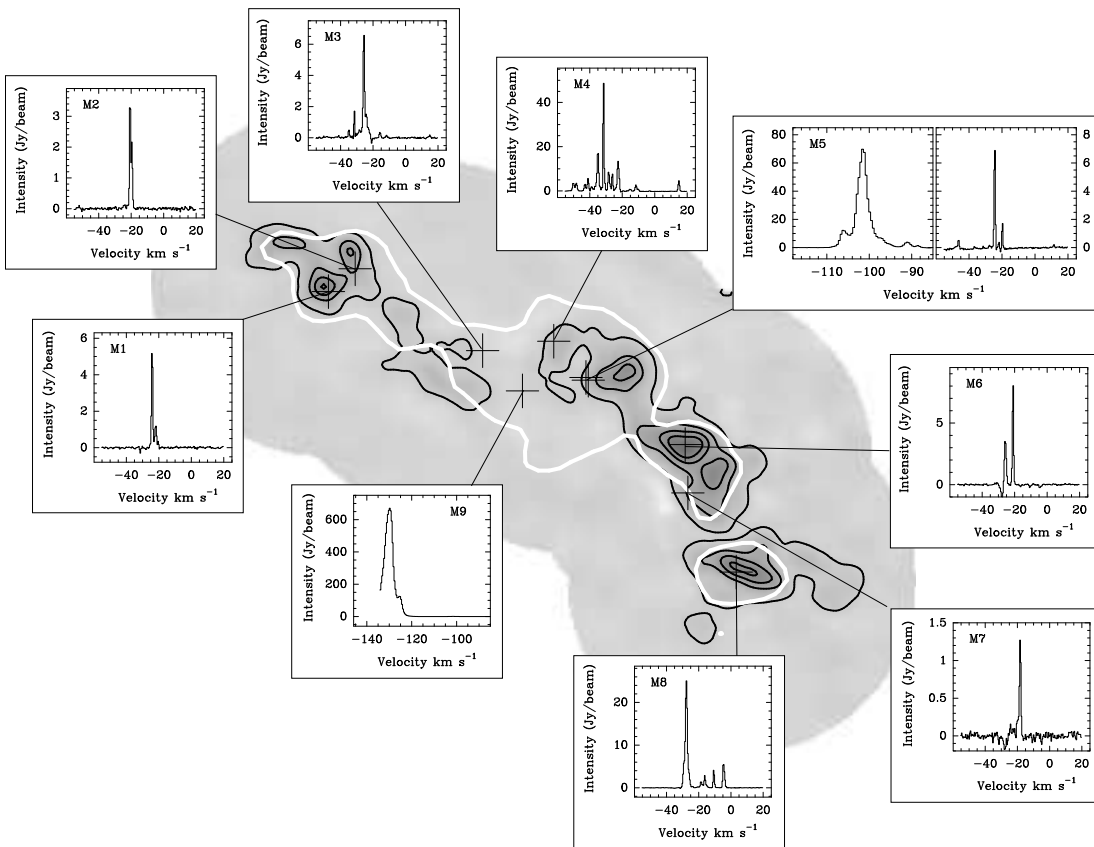 M3
Intensity (Jy/beam)
6
4
2
0
−40 −20 0 20
Velocity km s⁻¹
M2
Intensity (Jy/beam)
3
2
1
0
−40 −20 0 20
Velocity km s⁻¹
M4
Intensity (Jy/beam)
40
20
0
−40 −20 0 20
Velocity km s⁻¹
M5
Intensity (Jy/beam)
80
60
40
20
0
−110 −100 −90
8
6
4
2
0
−40 −20 0 20
Velocity km s⁻¹
M1
Intensity (Jy/beam)
6
4
2
0
−40 −20 0 20
Velocity km s⁻¹
M6
Intensity (Jy/beam)
5
0
−40 −20 0 20
Velocity km s⁻¹
M9
Intensity (Jy/beam)
600
400
200
0
−140 −120 −100
Velocity km s⁻¹
M7
Intensity (Jy/beam)
1.5
1
0.5
0
−40 −20 0 20
Velocity km s⁻¹
M8
Intensity (Jy/beam)
20
10
0
−40 −20 0 20
Velocity km s⁻¹